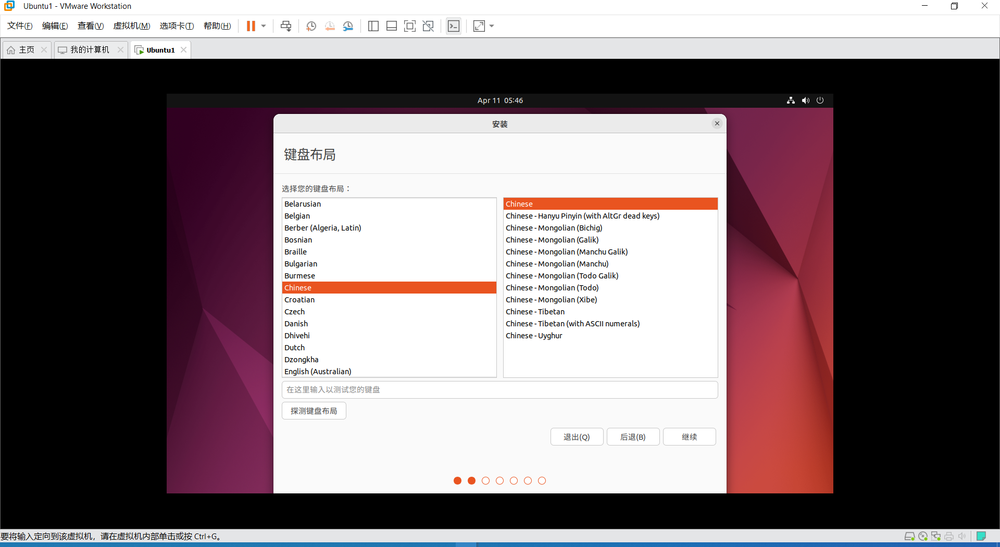 Ubuntu1 - VMware Workstation
文件(F) 编辑(E) 查看(V) 虚拟机(M) 选项卡(T) 帮助(H)
主页 我的计算机 Ubuntu1
Apr 11 05:46
安装
键盘布局
选择您的键盘布局：
Belarusian
Belgian
Berber (Algeria, Latin)
Bosnian
Braille
Bulgarian
Burmese
Chinese
Croatian
Czech
Danish
Dhivehi
Dutch
Dzongkha
English (Australian)
Chinese
Chinese - Hanyu Pinyin (with AltGr dead keys)
Chinese - Mongolian (Bichig)
Chinese - Mongolian (Galik)
Chinese - Mongolian (Manchu Galik)
Chinese - Mongolian (Manchu)
Chinese - Mongolian (Todo Galik)
Chinese - Mongolian (Todo)
Chinese - Mongolian (Xibe)
Chinese - Tibetan
Chinese - Tibetan (with ASCII numerals)
Chinese - Uyghur
在这里输入以测试您的键盘
探测键盘布局
退出(Q) 后退(B) 继续
要将输入定向到该虚拟机，请在虚拟机内部单击或按 Ctrl+G。